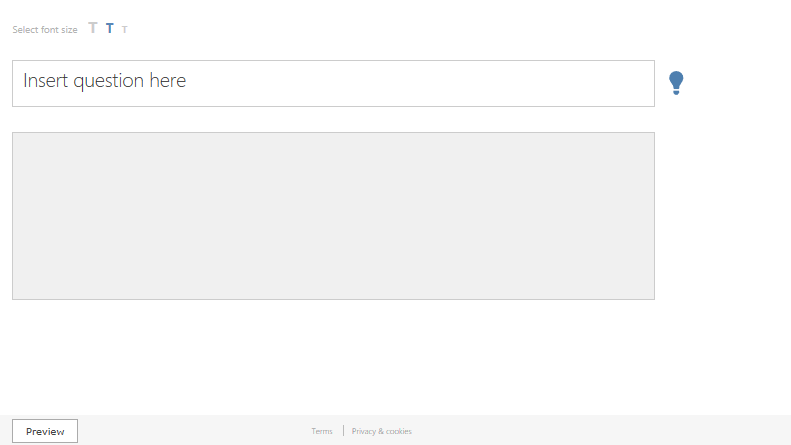 Select font size T T T
Insert question here
Preview Terms | Privacy & cookies